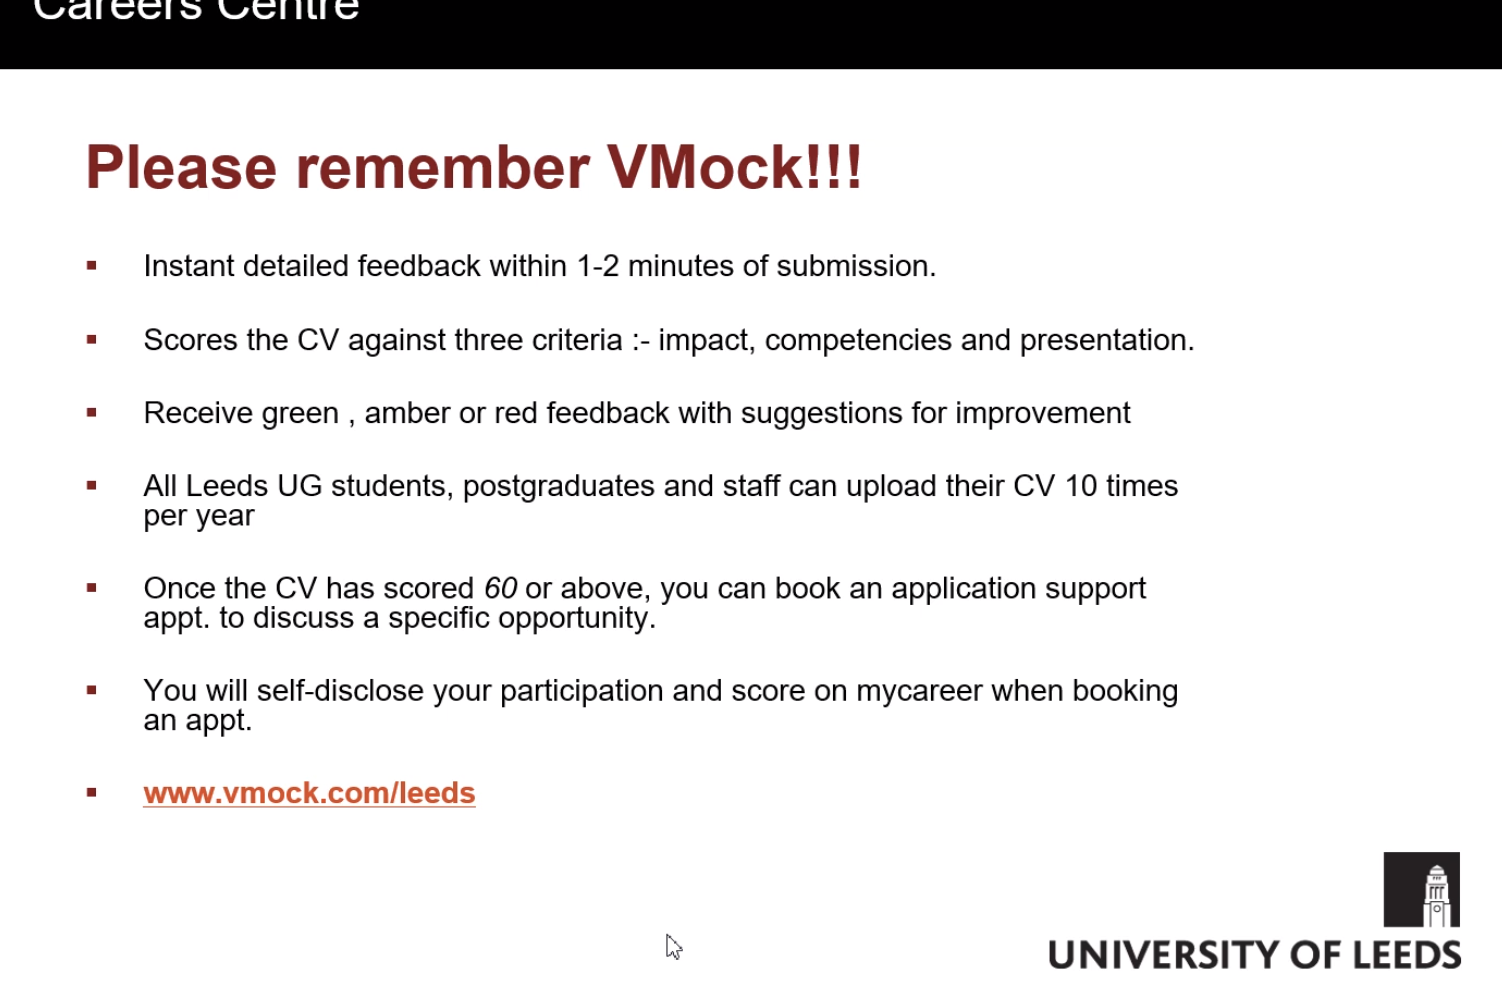 Careers Centre
Please remember VMock!!!
▪ Instant detailed feedback within 1-2 minutes of submission.
▪ Scores the CV against three criteria :- impact, competencies and presentation.
▪ Receive green , amber or red feedback with suggestions for improvement
▪ All Leeds UG students, postgraduates and staff can upload their CV 10 times
per year
▪ Once the CV has scored 60 or above, you can book an application support
appt. to discuss a specific opportunity.
▪ You will self-disclose your participation and score on mycareer when booking
an appt.
▪ www.vmock.com/leeds
UNIVERSITY OF LEEDS